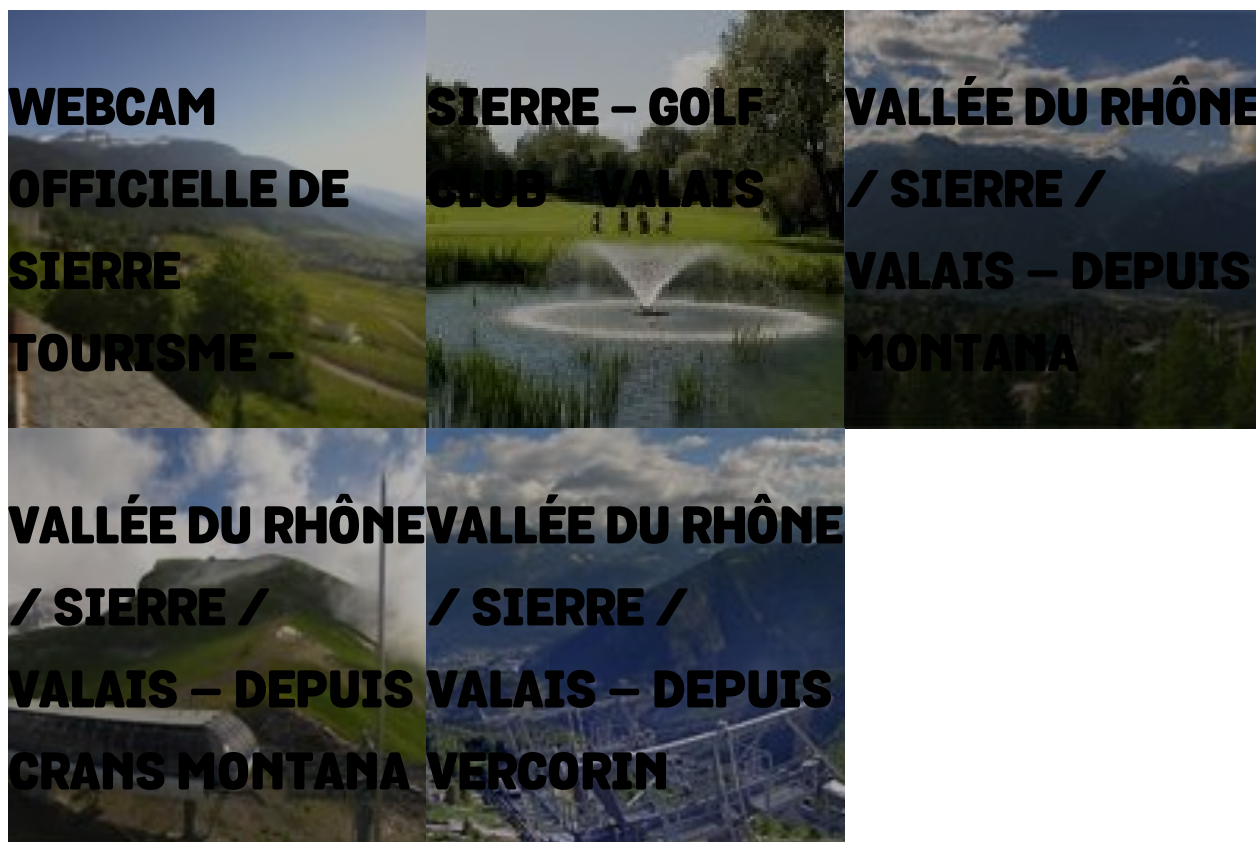 WEBCAM
OFFICIELLE DE
SIERRE
TOURISME –
SIERRE – GOLF
CLUB – VALAIS
VALLÉE DU RHÔNE
/ SIERRE /
VALAIS – DEPUIS
MONTANA
VALLÉE DU RHÔNE
/ SIERRE /
VALAIS – DEPUIS
CRANS MONTANA
VALLÉE DU RHÔNE
/ SIERRE /
VALAIS – DEPUIS
VERCORIN